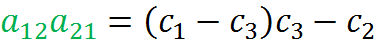 a₁₂a₂₁ = (c₁ − c₃)c₃ − c₂